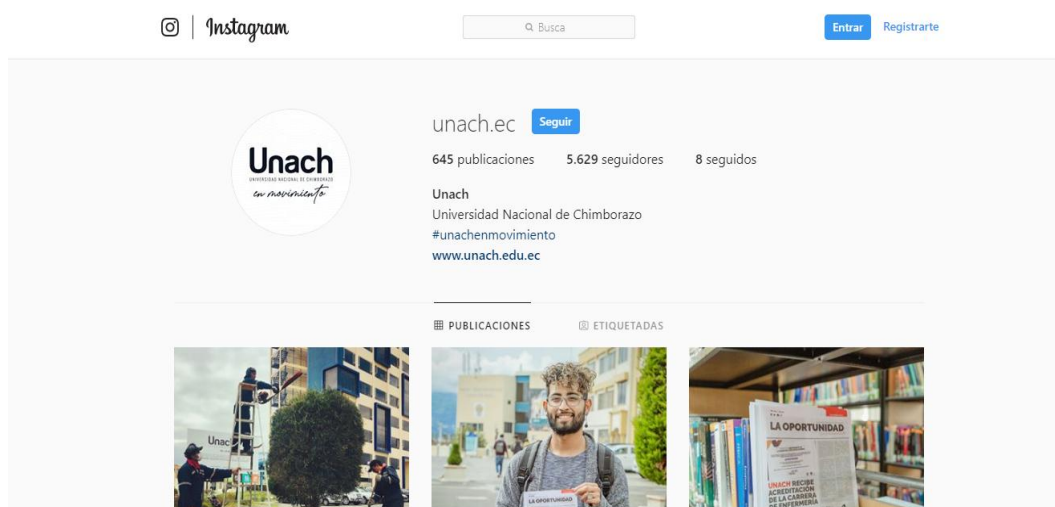 Instagram
Busca
Entrar
Registrarte
Unach
UNIVERSIDAD NACIONAL DE CHIMBORAZO
en movimiento
unach.ec
Seguir
645 publicaciones
5.629 seguidores
8 seguidos
Unach
Universidad Nacional de Chimborazo
#unachenmovimiento
www.unach.edu.ec
PUBLICACIONES
ETIQUETADAS
Unac
LA OPORTUNIDAD
LA OPORTUNIDAD
UNACH RECIBE
ACREDITACIÓN
DE LA CARRERA
DE ENFERMERÍA